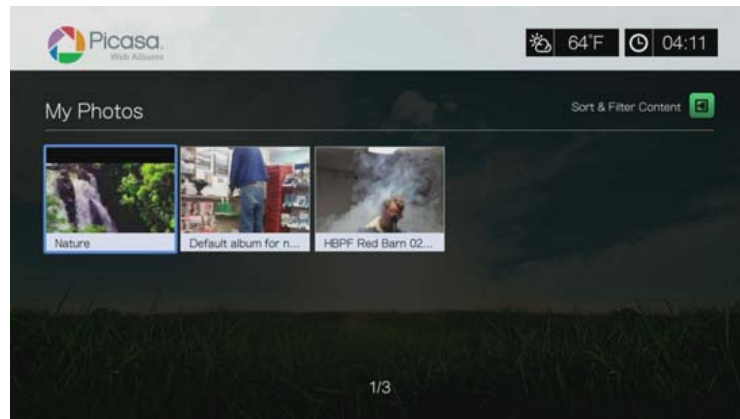 Picasa.
Web Albums
64°F
04:11
My Photos
Sort & Filter Content
Nature
Default album for n...
HBPF Red Barn 02...
1/3